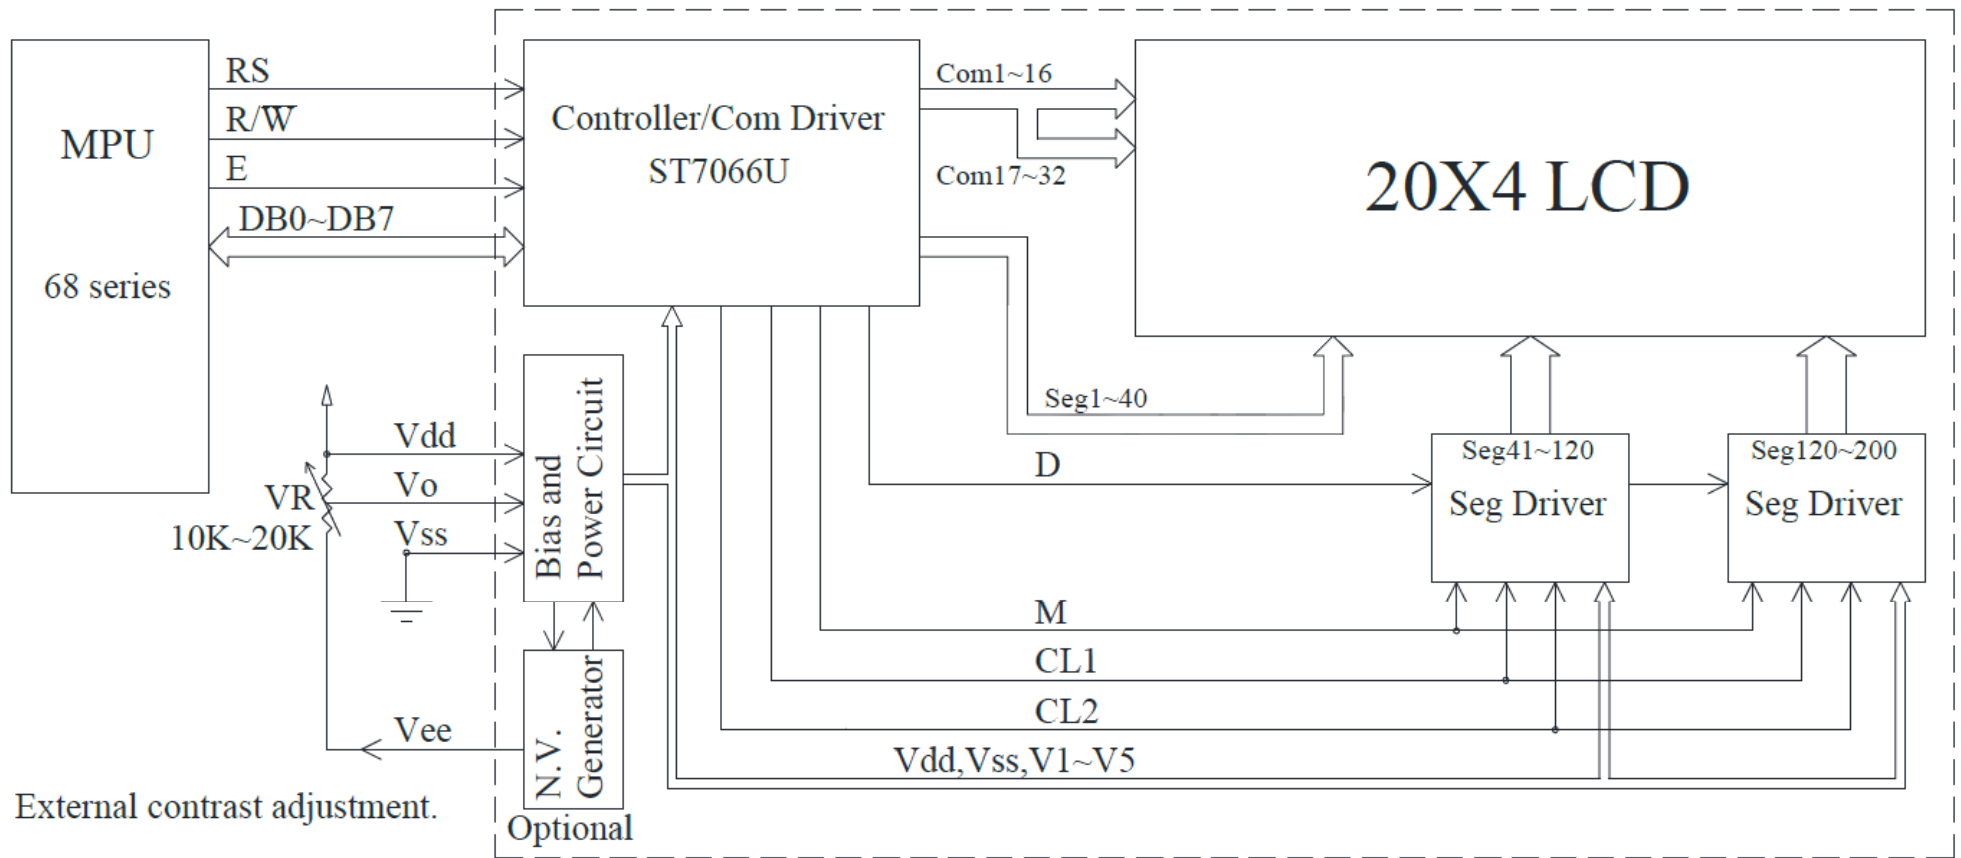 MPU
68 series
RS
R/W̅
E
DB0~DB7
Controller/Com Driver
ST7066U
Com1~16
Com17~32
20X4 LCD
Seg1~40
D
Seg41~120
Seg Driver
Seg120~200
Seg Driver
Vdd
Vo
Vss
VR
10K~20K
Bias and
Power Circuit
M
CL1
CL2
Vdd,Vss,V1~V5
Vee
N.V.
Generator
Optional
External contrast adjustment.